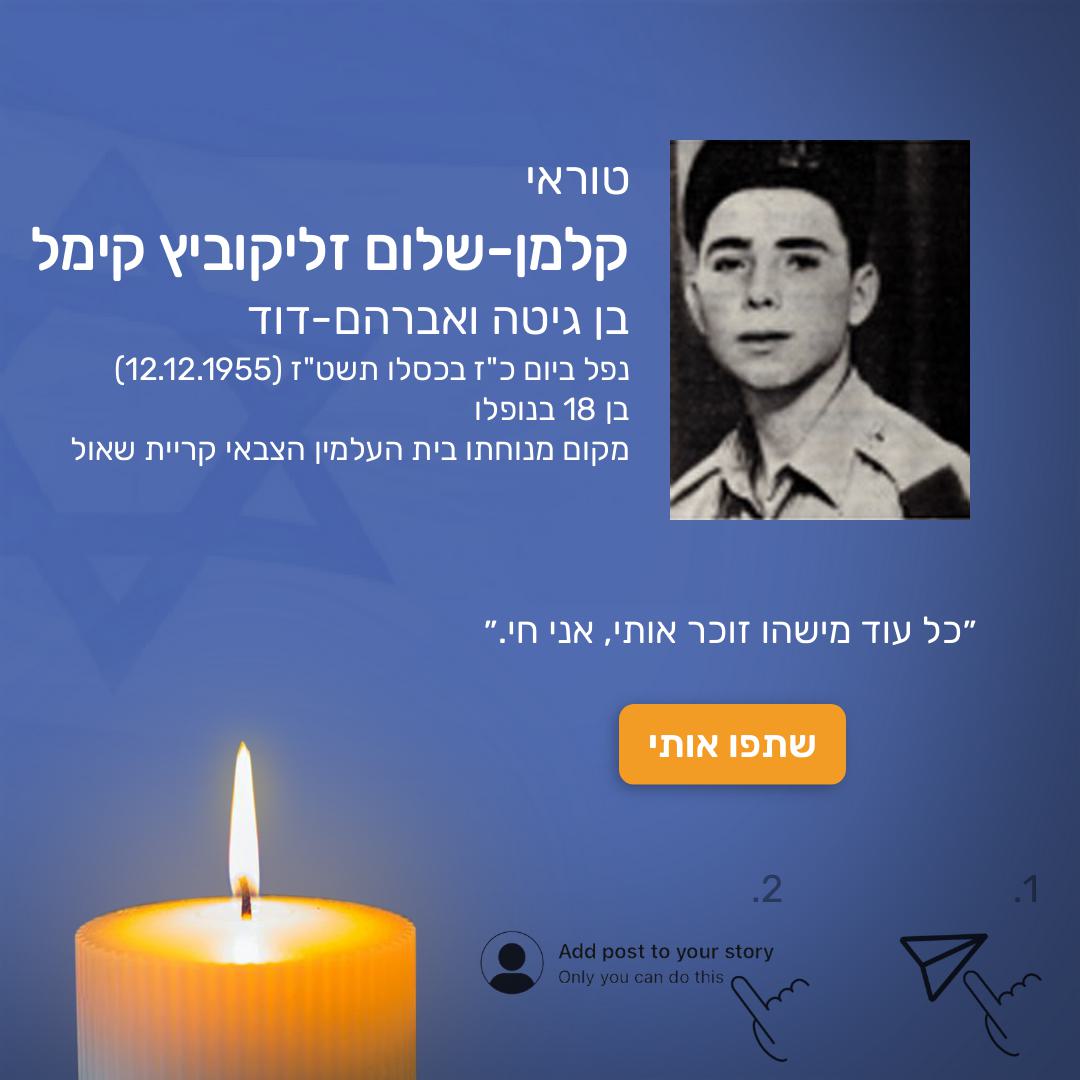 טוראי
קלמן-שלום זליקוביץ קימל
בן גיטה ואברהם-דוד
נפל ביום כ"ז בכסלו תשט"ז (12.12.1955)
בן 18 בנופלו
מקום מנוחתו בית העלמין הצבאי קריית שאול
״כל עוד מישהו זוכר אותי, אני חי.״
שתפו אותי
.1
.2
Add post to your story
Only you can do this